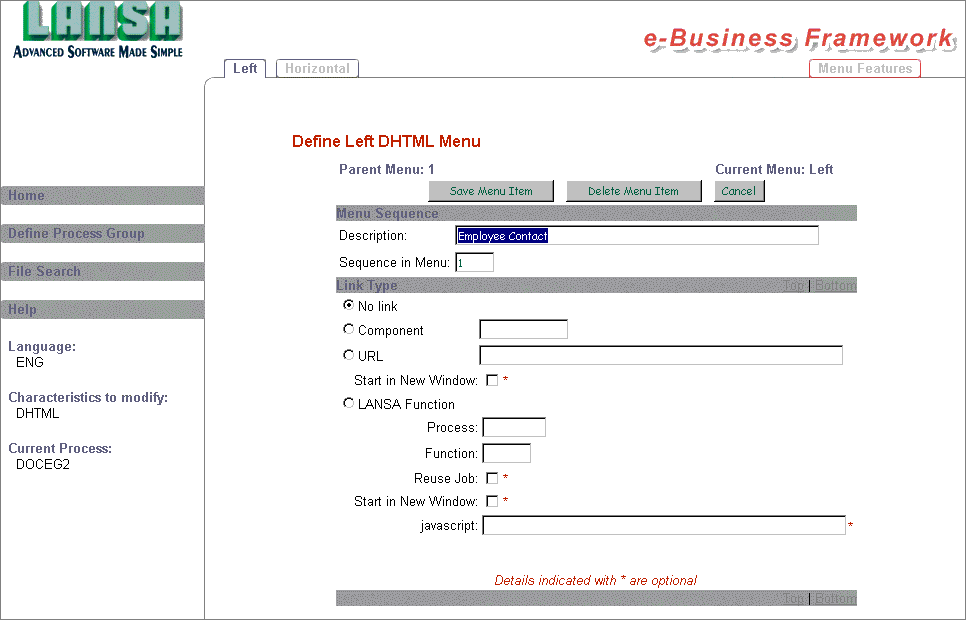 LANSA
ADVANCED SOFTWARE MADE SIMPLE
e-Business Framework
Left
Horizontal
Menu Features
Define Left DHTML Menu
Parent Menu: 1
Current Menu: Left
Save Menu Item
Delete Menu Item
Cancel
Home
Define Process Group
File Search
Help
Language:
ENG
Characteristics to modify:
DHTML
Current Process:
DOCEG2
Menu Sequence
Description: Employee Contact
Sequence in Menu: 1
Link Type Top | Bottom
No link
Component
URL
Start in New Window: *
LANSA Function
Process:
Function:
Reuse Job: *
Start in New Window: *
javascript: *
Details indicated with * are optional
Top | Bottom